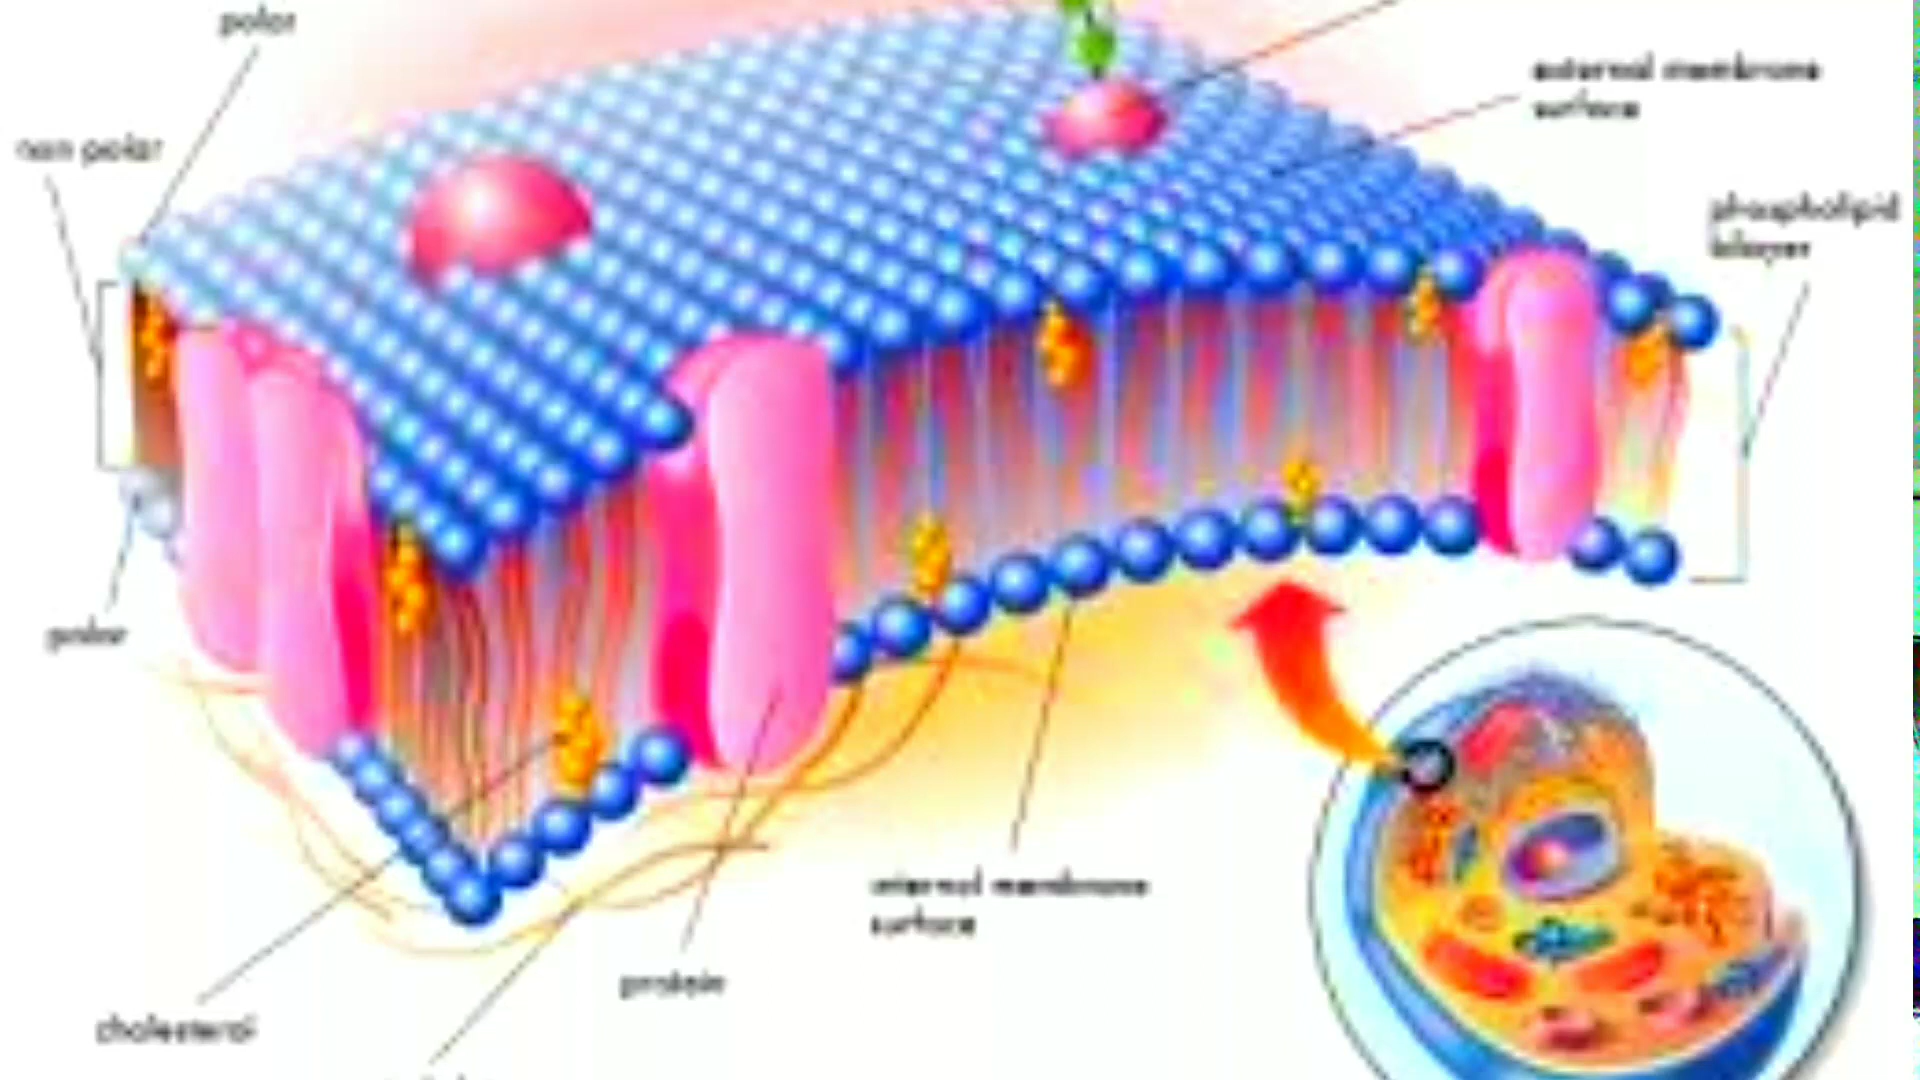 polar
non polar
external membrane
surface
phospholipid
bilayer
polar
internal membrane
surface
protein
cholesterol